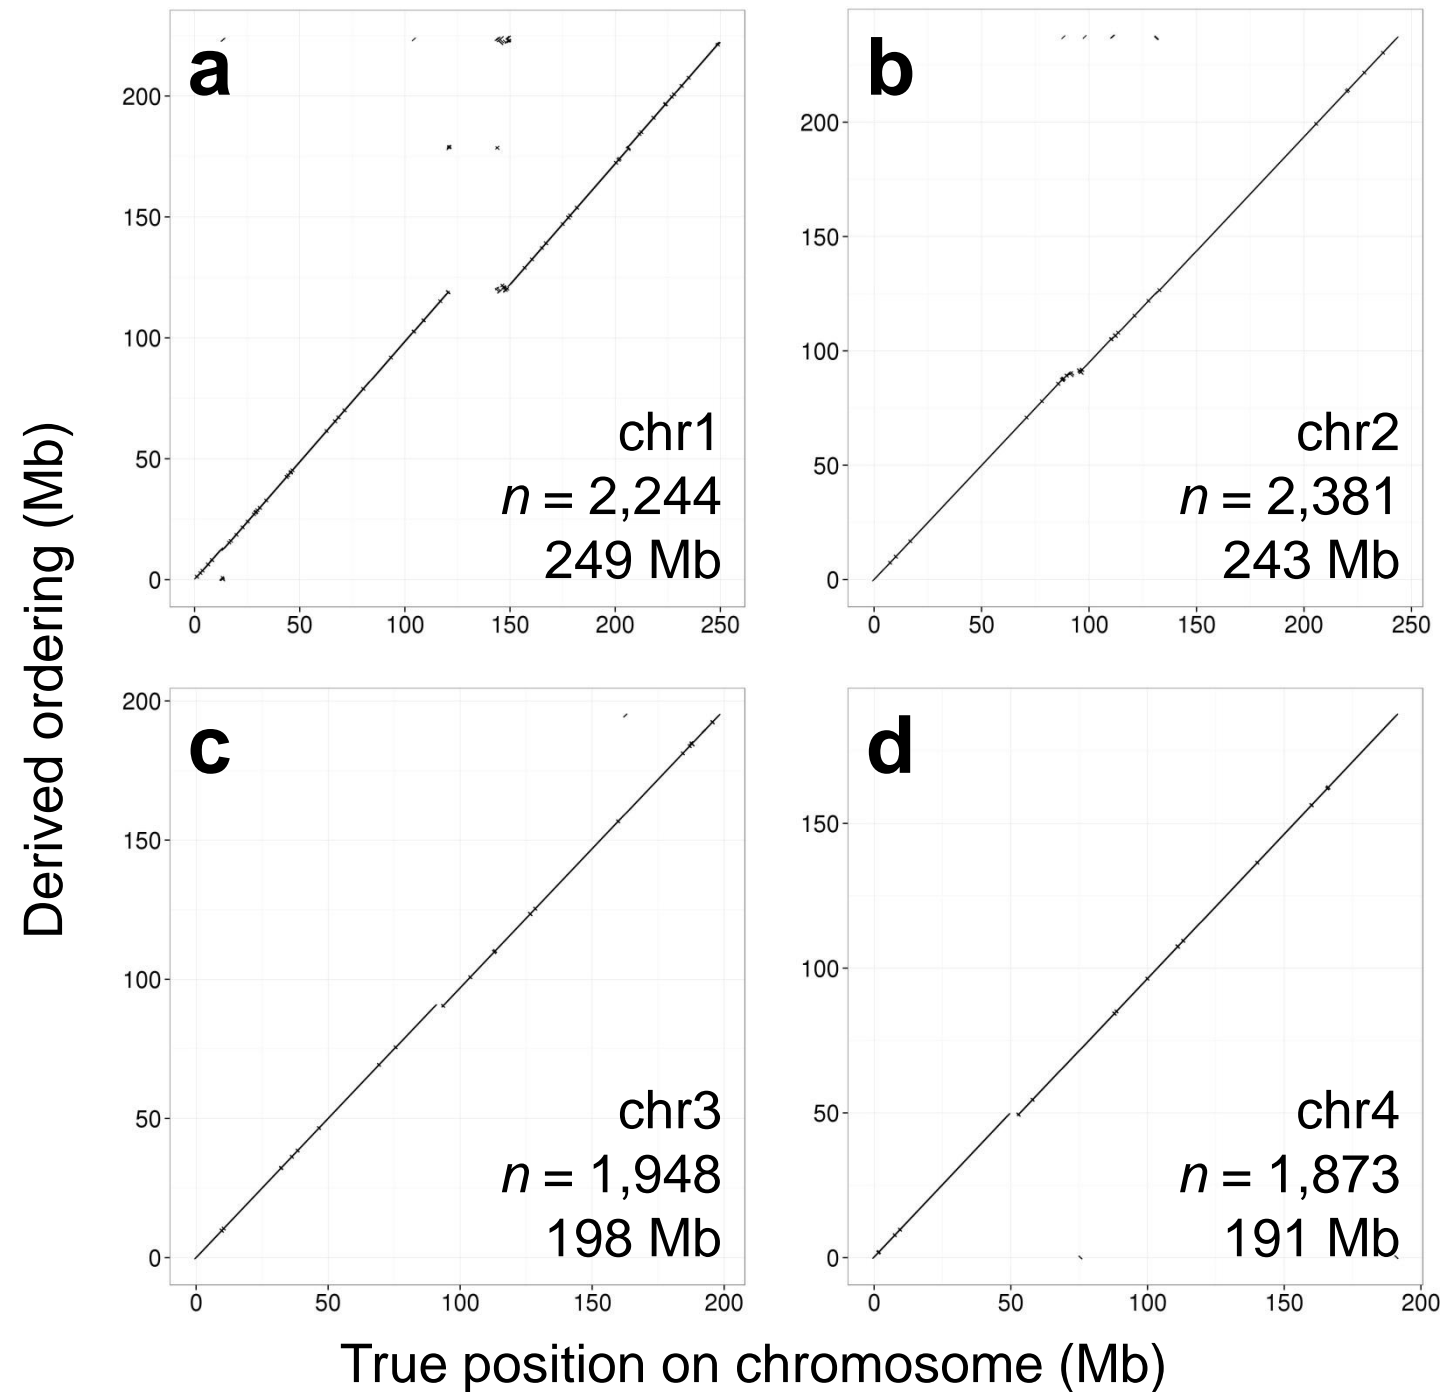 Derived ordering (Mb)
a
200
150
100
50
0
chr1
n = 2,244
249 Mb
0 50 100 150 200 250
b
200
150
100
50
0
chr2
n = 2,381
243 Mb
0 50 100 150 200 250
c
200
150
100
50
0
chr3
n = 1,948
198 Mb
0 50 100 150 200
d
150
100
50
0
chr4
n = 1,873
191 Mb
0 50 100 150 200
True position on chromosome (Mb)